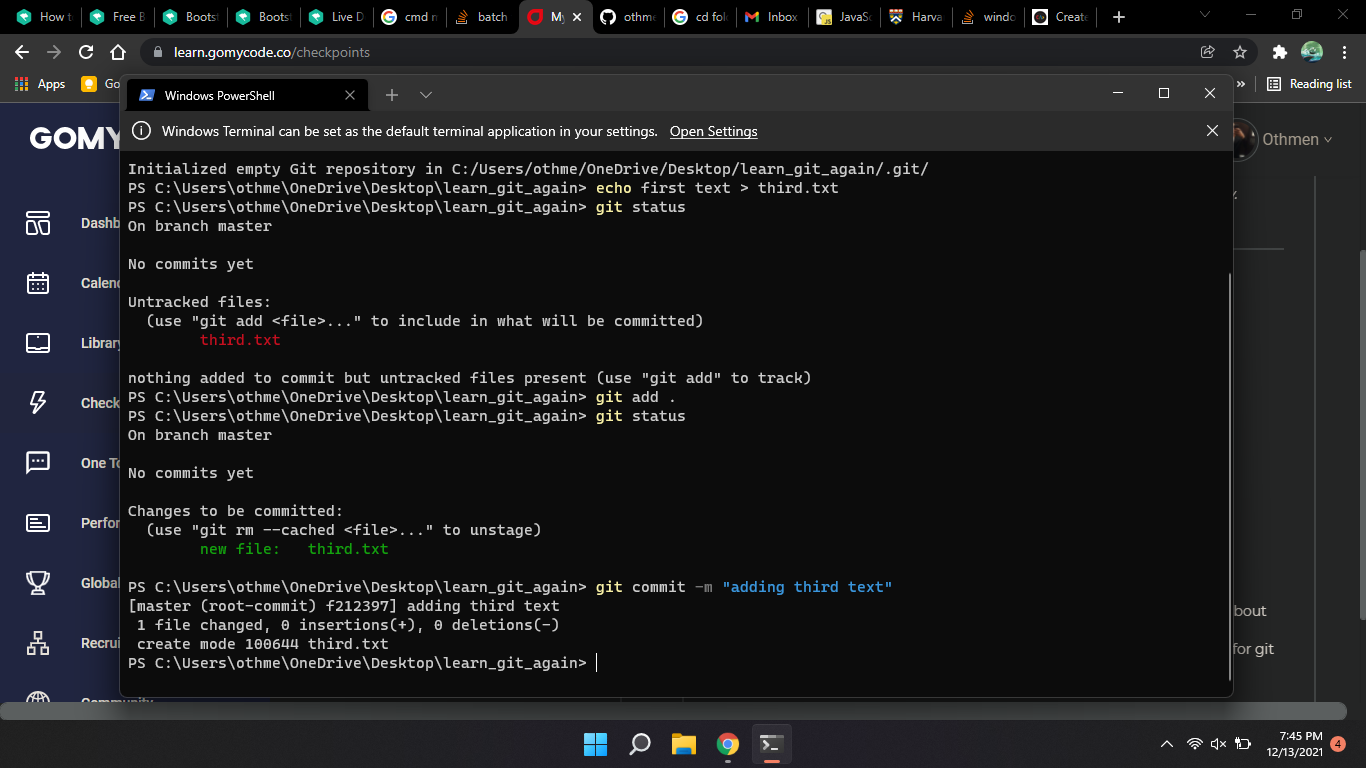 How t
Free B
Boots
Boots
Live D
cmd n
batch
My
othme
cd fol
Inbox
JavaS
Harva
windo
Create
learn.gomycode.co/checkpoints
Apps
Go
Reading list
Windows PowerShell
Windows Terminal can be set as the default terminal application in your settings. Open Settings
GOMY
Othmen
Dashb
Calend
Library
Check
One To
Perfor
Global
Recrui
Community
Initialized empty Git repository in C:/Users/othme/OneDrive/Desktop/learn_git_again/.git/
PS C:\Users\othme\OneDrive\Desktop\learn_git_again> echo first text > third.txt
PS C:\Users\othme\OneDrive\Desktop\learn_git_again> git status
On branch master
No commits yet
Untracked files:
(use "git add <file>..." to include in what will be committed)
third.txt
nothing added to commit but untracked files present (use "git add" to track)
PS C:\Users\othme\OneDrive\Desktop\learn_git_again> git add .
PS C:\Users\othme\OneDrive\Desktop\learn_git_again> git status
On branch master
No commits yet
Changes to be committed:
(use "git rm --cached <file>..." to unstage)
new file:   third.txt
PS C:\Users\othme\OneDrive\Desktop\learn_git_again> git commit -m "adding third text"
[master (root-commit) f212397] adding third text
1 file changed, 0 insertions(+), 0 deletions(-)
create mode 100644 third.txt
PS C:\Users\othme\OneDrive\Desktop\learn_git_again>
bout
for git
7:45 PM
12/13/2021
4